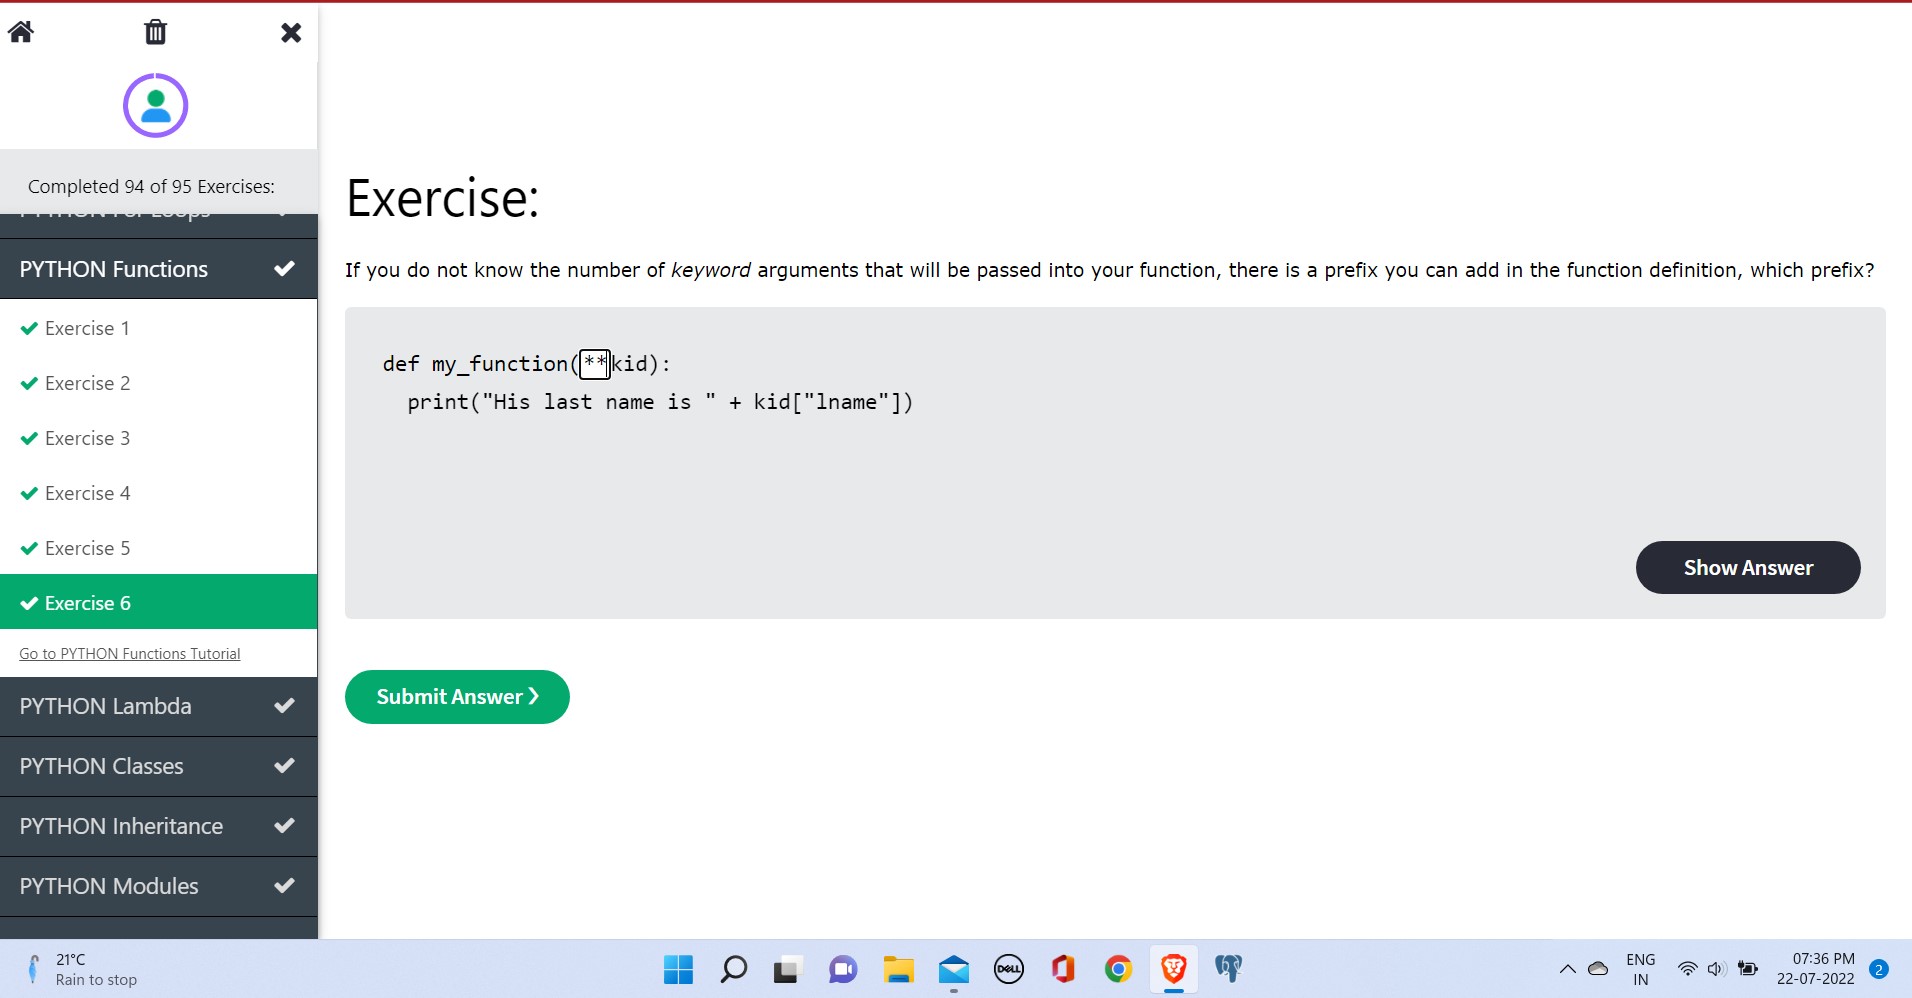 Completed 94 of 95 Exercises:
PYTHON For Loops
PYTHON Functions
Exercise 1
Exercise 2
Exercise 3
Exercise 4
Exercise 5
Exercise 6
Go to PYTHON Functions Tutorial
PYTHON Lambda
PYTHON Classes
PYTHON Inheritance
PYTHON Modules
Exercise:
If you do not know the number of keyword arguments that will be passed into your function, there is a prefix you can add in the function definition, which prefix?
def my_function(**kid):
print("His last name is " + kid["lname"])
Show Answer
Submit Answer ❯
21°C
Rain to stop
DELL
ENG
IN
07:36 PM
22-07-2022
2